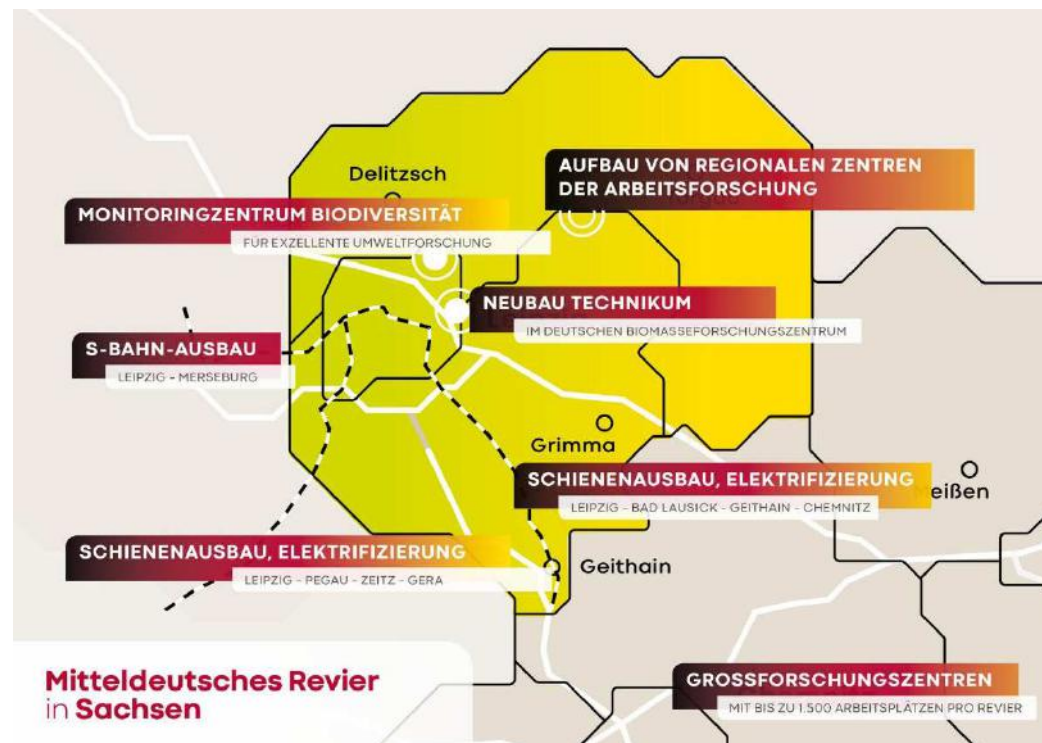 Delitzsch
AUFBAU VON REGIONALEN ZENTREN
DER ARBEITSFORSCHUNG
MONITORINGZENTRUM BIODIVERSITÄT
FÜR EXZELLENTE UMWELTFORSCHUNG
NEUBAU TECHNIKUM
IM DEUTSCHEN BIOMASSEFORSCHUNGSZENTRUM
S-BAHN-AUSBAU
LEIPZIG - MERSEBURG
Grimma
SCHIENENAUSBAU, ELEKTRIFIZIERUNG
LEIPZIG - BAD LAUSICK - GEITHAIN - CHEMNITZ
Meißen
SCHIENENAUSBAU, ELEKTRIFIZIERUNG
LEIPZIG - PEGAU - ZEITZ - GERA
Geithain
Mitteldeutsches Revier
in Sachsen
GROSSFORSCHUNGSZENTREN
MIT BIS ZU 1.500 ARBEITSPLÄTZEN PRO REVIER